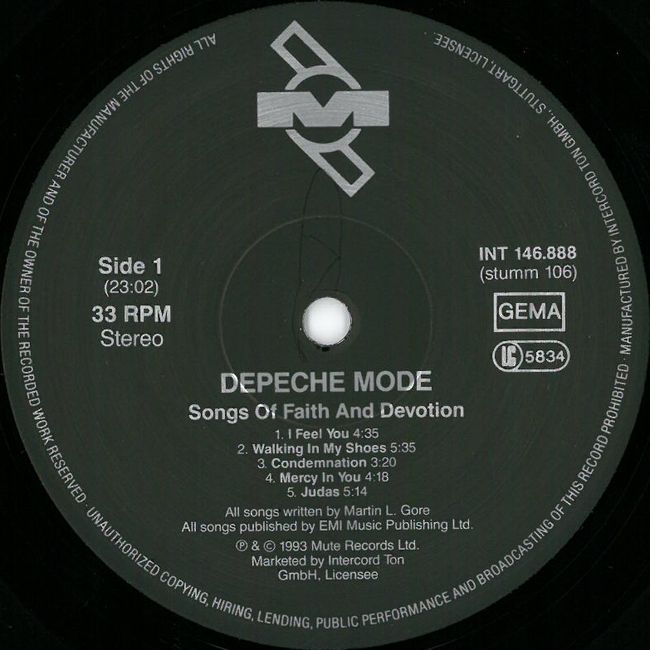 ALL RIGHTS OF THE MANUFACTURER AND OF THE OWNER OF THE RECORDED WORK RESERVED · UNAUTHORIZED COPYING, HIRING, LENDING, PUBLIC PERFORMANCE AND BROADCASTING OF THIS RECORD PROHIBITED · MANUFACTURED BY INTERCORD TON GMBH, STUTTGART, LICENSEE
M
Side 1
(23:02)
33 RPM
Stereo
INT 146.888
(stumm 106)
GEMA
LC 5834
DEPECHE MODE
Songs Of Faith And Devotion
1. I Feel You 4:35
2. Walking In My Shoes 5:35
3. Condemnation 3:20
4. Mercy In You 4:18
5. Judas 5:14
All songs written by Martin L. Gore
All songs published by EMI Music Publishing Ltd.
℗ & © 1993 Mute Records Ltd.
Marketed by Intercord Ton
GmbH, Licensee